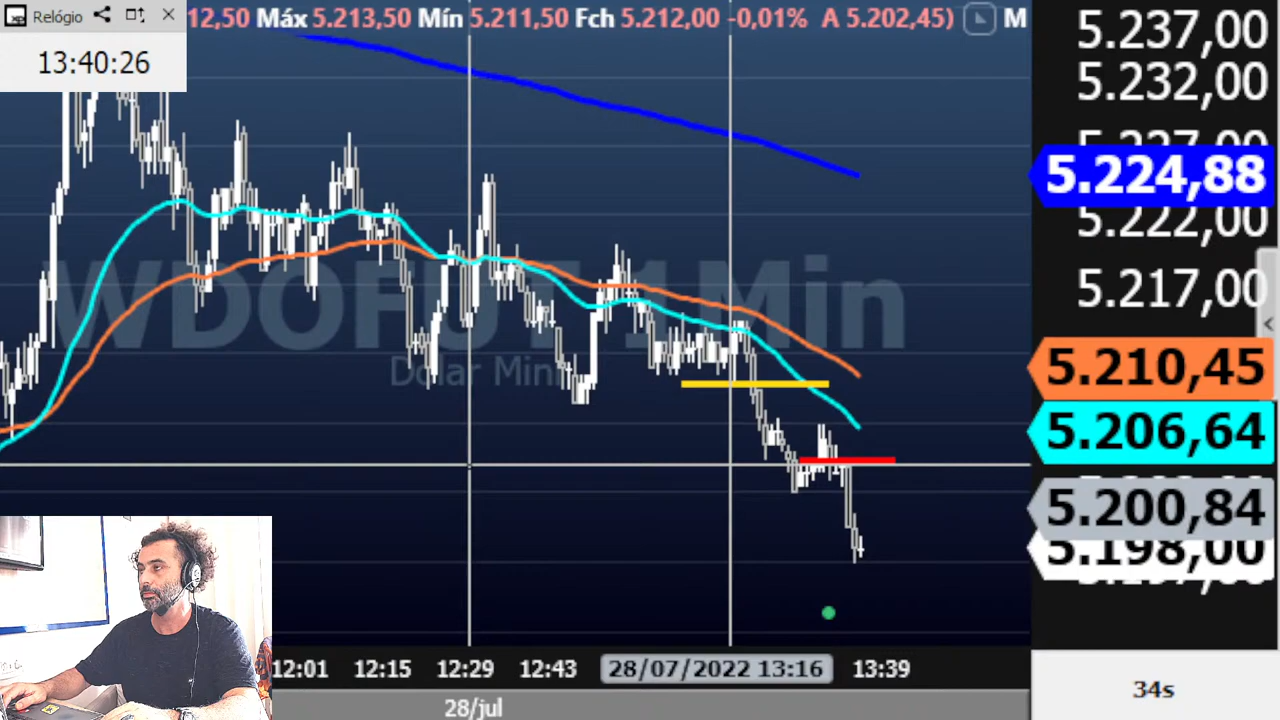 Relógio
12,50 Máx 5.213,50 Mín 5.211,50 Fch 5.212,00 -0,01% A 5.202,45) M
13:40:26
5.237,00
5.232,00
5.224,88
5.222,00
5.217,00
WDOFUT 1Min
Dólar Mini
5.210,45
5.206,64
5.200,84
5.198,00
12:01 12:15 12:29 12:43 28/07/2022 13:16 13:39
28/jul
34s